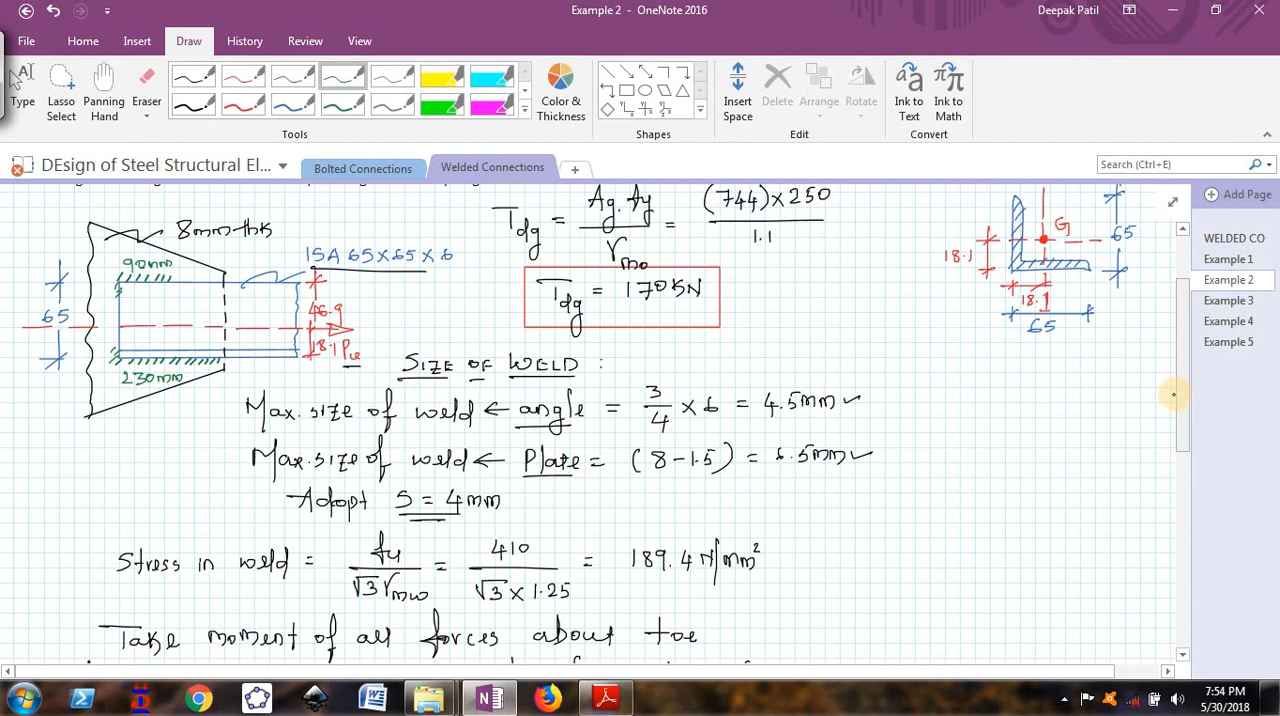 Example 2 - OneNote 2016
Deepak Patil
File Home Insert Draw History Review View
Type
Lasso Select
Panning Hand
Eraser
Color & Thickness
Insert Space
Delete
Arrange
Rotate
Ink to Text
Ink to Math
Tools
Shapes
Edit
Convert
DEsign of Steel Structural El...
Bolted Connections
Welded Connections
Search (Ctrl+E)
Add Page
WELDED CO
Example 1
Example 2
Example 3
Example 4
Example 5
8mm thk
90mm
ISA 65x65x6
65
46.9
18.1 Pu
230mm
Tdg = Ag.fy / γmo = (744)x250 / 1.1
Tdg = 170KN
G
18.1
65
18.1
65
SIZE OF WELD :
Max. size of weld ← angle = 3/4 x 6 = 4.5mm ✓
Max. size of weld ← Plate = (8-1.5) = 6.5mm ✓
Adopt S = 4mm
Stress in weld = fu / √3 γmw = 410 / √3 x 1.25 = 189.4 N/mm²
Take moment of all forces about toe
7:54 PM
5/30/2018